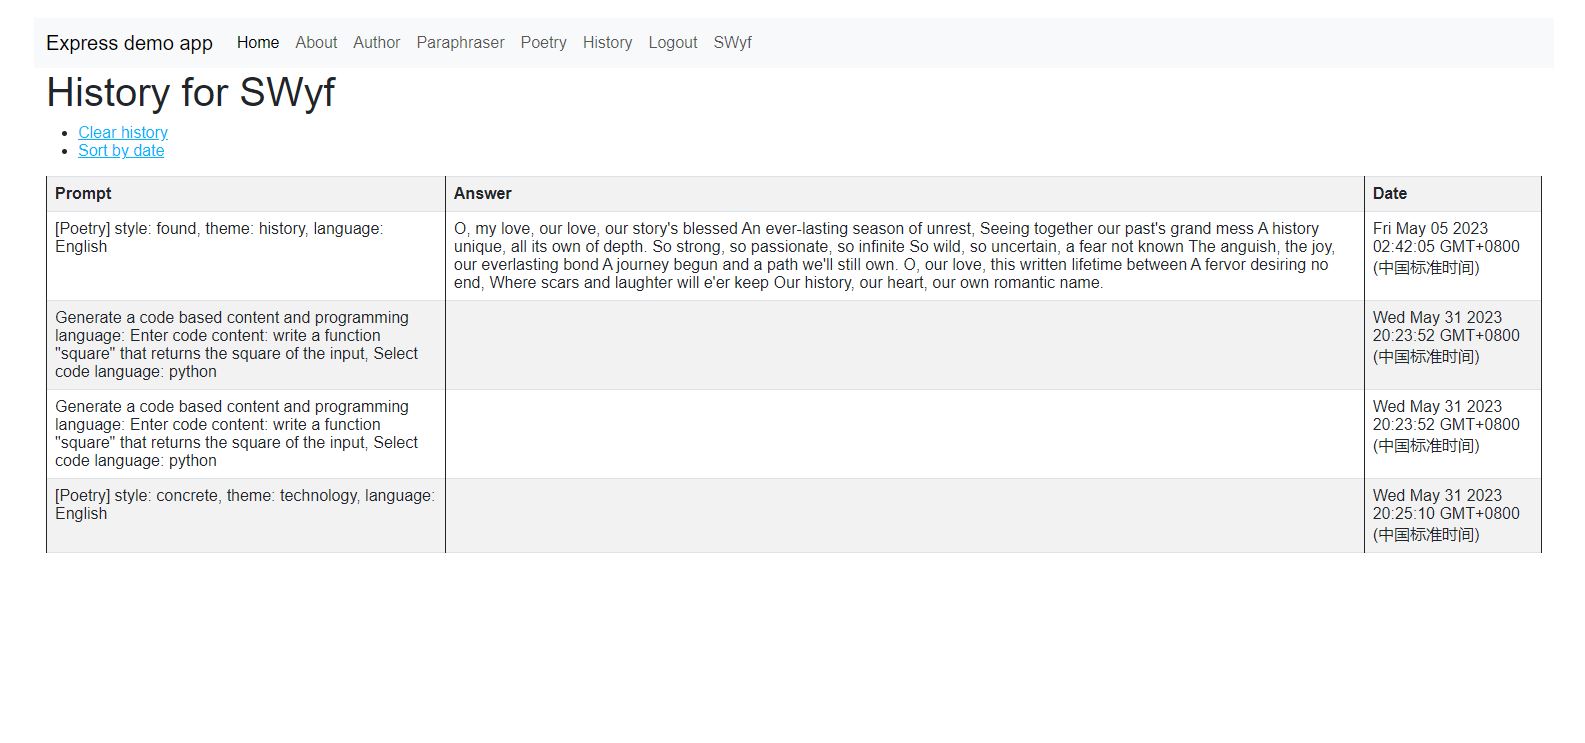 Express demo app Home About Author Paraphraser Poetry History Logout SWyf
History for SWyf
Clear history
Sort by date
Prompt Answer Date
[Poetry] style: found, theme: history, language:
English
O, my love, our love, our story's blessed An ever-lasting season of unrest, Seeing together our past's grand mess A history
unique, all its own of depth. So strong, so passionate, so infinite So wild, so uncertain, a fear not known The anguish, the joy,
our everlasting bond A journey begun and a path we'll still own. O, our love, this written lifetime between A fervor desiring no
end, Where scars and laughter will e'er keep Our history, our heart, our own romantic name.
Fri May 05 2023
02:42:05 GMT+0800
(中国标准时间)
Generate a code based content and programming
language: Enter code content: write a function
"square" that returns the square of the input, Select
code language: python
Wed May 31 2023
20:23:52 GMT+0800
(中国标准时间)
Generate a code based content and programming
language: Enter code content: write a function
"square" that returns the square of the input, Select
code language: python
Wed May 31 2023
20:23:52 GMT+0800
(中国标准时间)
[Poetry] style: concrete, theme: technology, language:
English
Wed May 31 2023
20:25:10 GMT+0800
(中国标准时间)